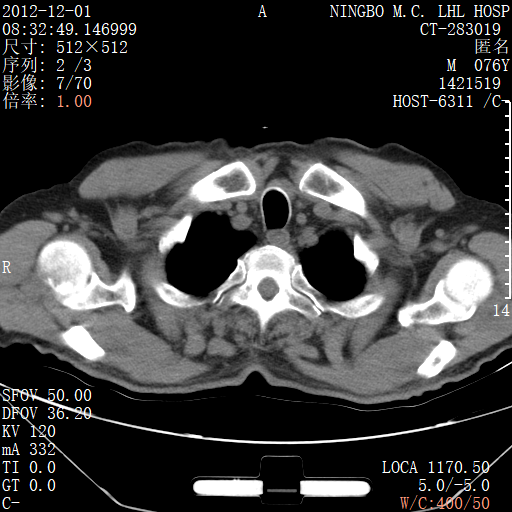 2012-12-01
08:32:49.146999
尺寸: 512×512
序列: 2 /3
影像: 7/70
倍率: 1.00
A
NINGBO M.C. LHL HOSP
CT-283019
匿名
M 076Y
1421519
HOST-6311 /C-
R
14
SFOV 50.00
DFOV 36.20
KV 120
mA 332
TI 0.0
GT 0.0
C-
LOCA 1170.50
5.0/-5.0
W/C:400/50